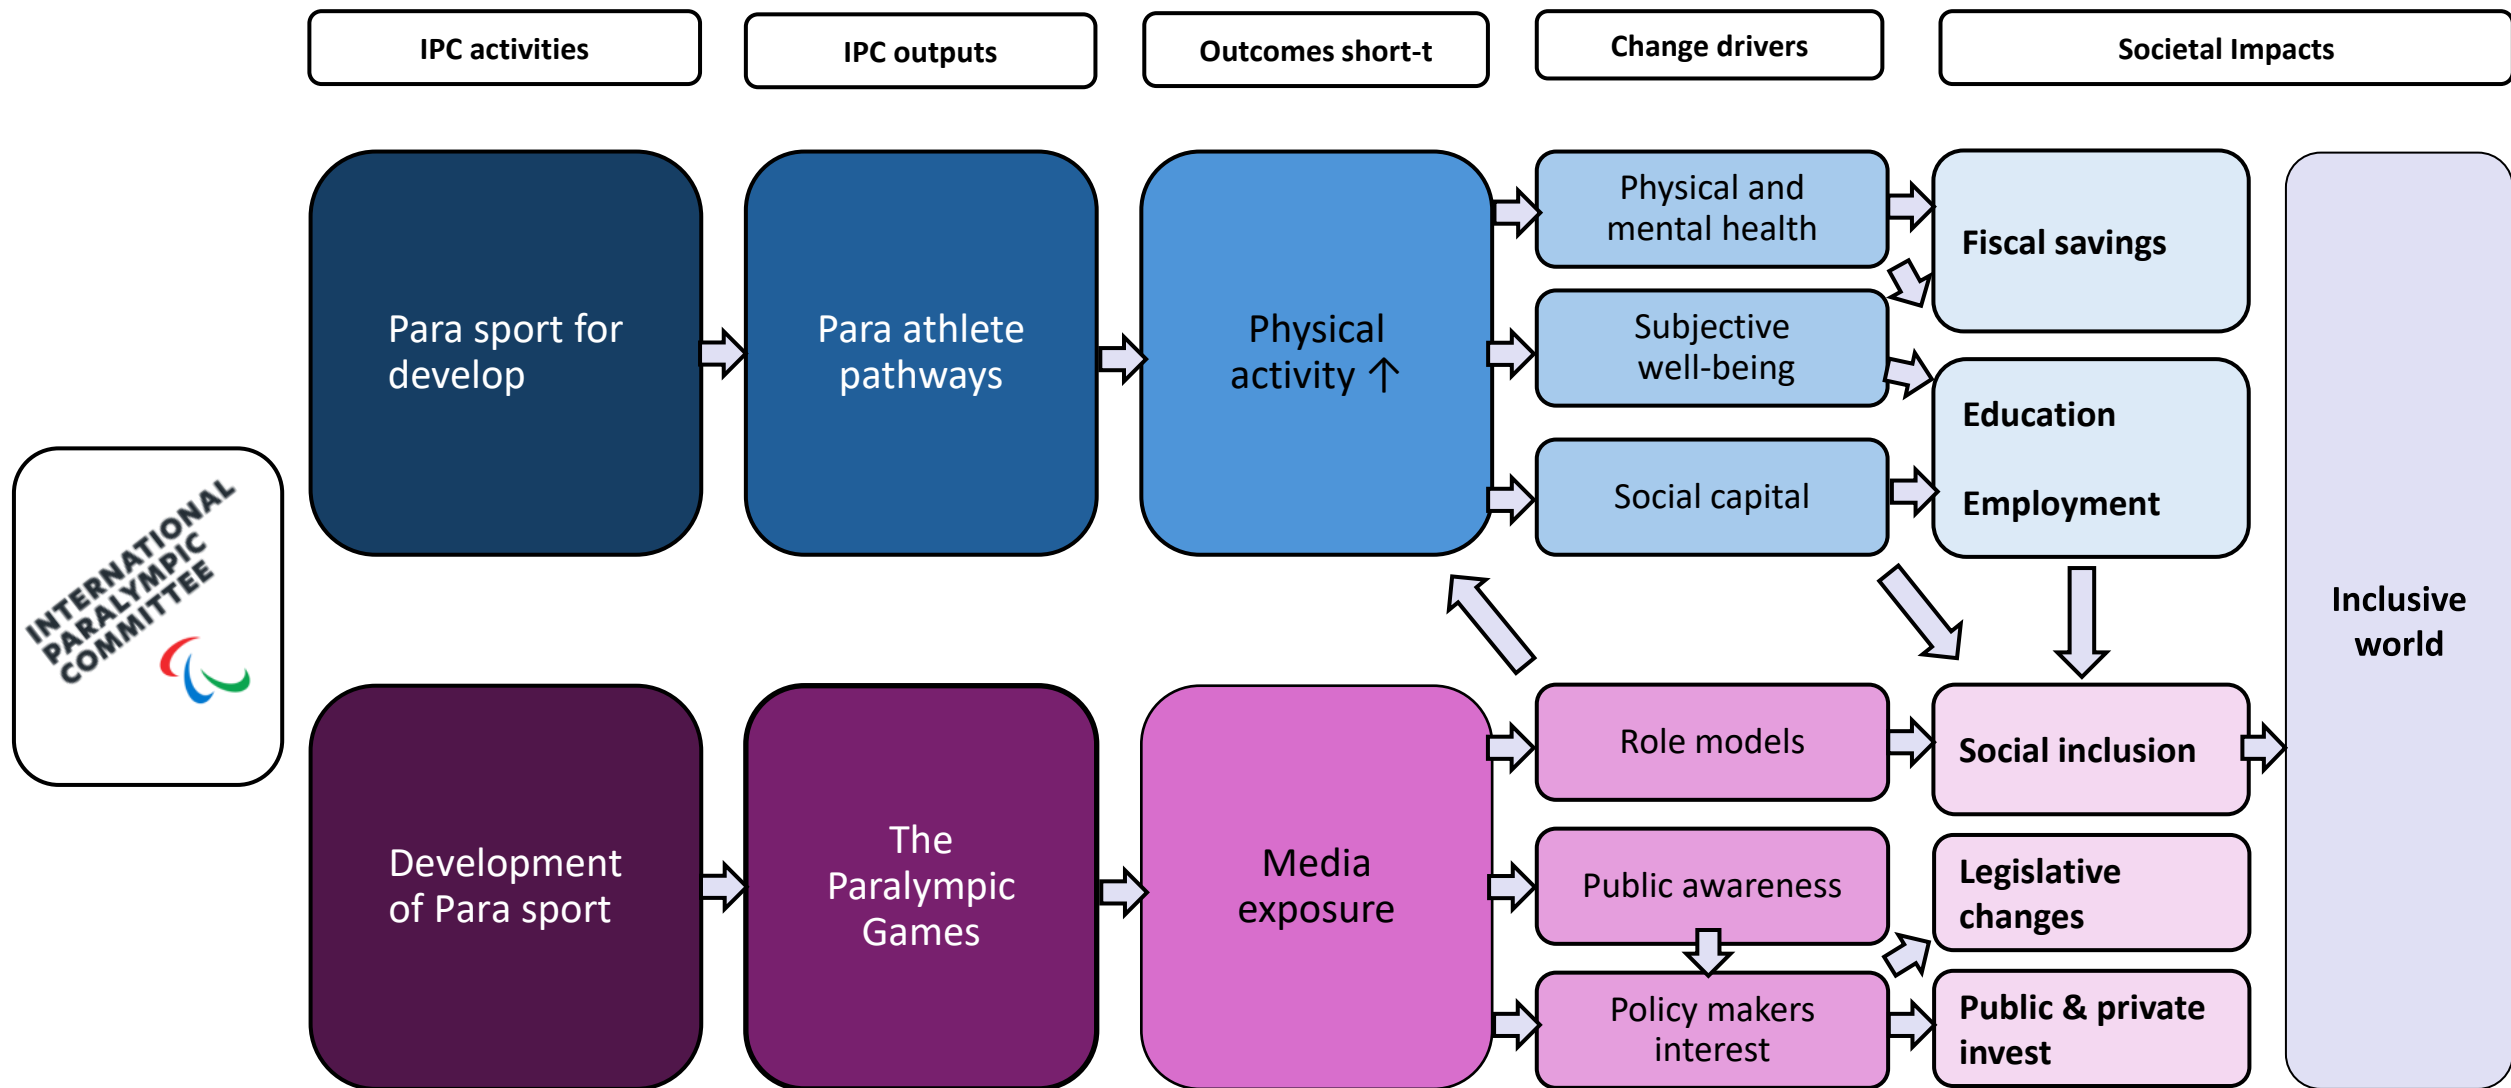 IPC activities
IPC outputs
Outcomes short-t
Change drivers
Societal Impacts
Para sport for
develop
Para athlete
pathways
Physical
activity ↑
Physical and
mental health
Subjective
well-being
Social capital
Fiscal savings
Education
Employment
INTERNATIONAL
PARALYMPIC
COMMITTEE
Inclusive
world
Development
of Para sport
The
Paralympic
Games
Media
exposure
Role models
Public awareness
Policy makers
interest
Social inclusion
Legislative
changes
Public & private
invest